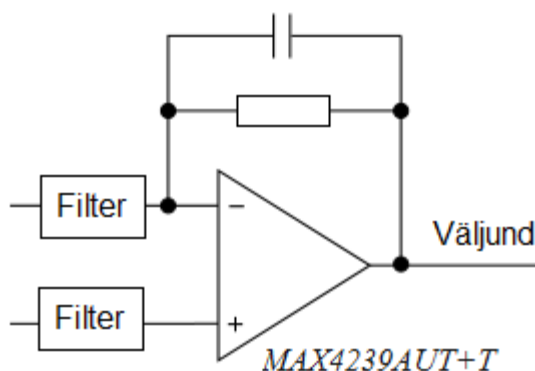 Filter
−
Väljund
Filter
+
MAX4239AUT+T